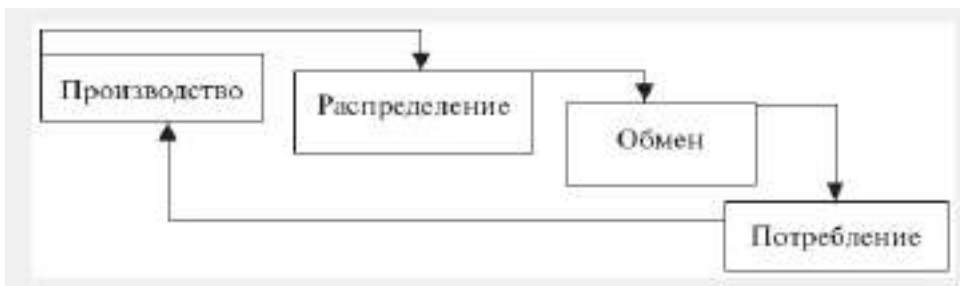 Производство
Распределение
Обмен
Потребление